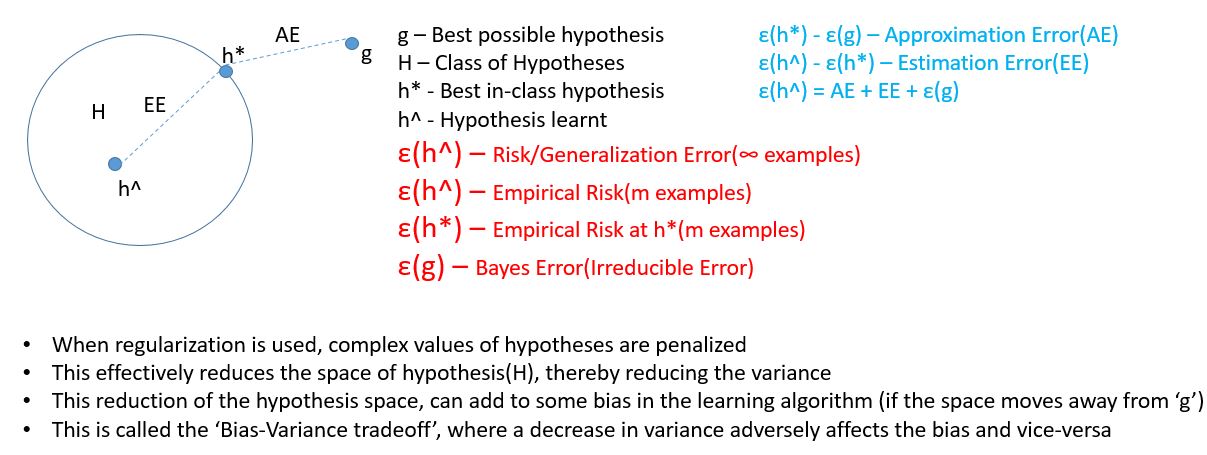 AE
h*
g
H
EE
h^
g – Best possible hypothesis
H – Class of Hypotheses
h* - Best in-class hypothesis
h^ - Hypothesis learnt
ε(h^) – Risk/Generalization Error(∞ examples)
ε(h^) – Empirical Risk(m examples)
ε(h*) – Empirical Risk at h*(m examples)
ε(g) – Bayes Error(Irreducible Error)
ε(h*) - ε(g) – Approximation Error(AE)
ε(h^) - ε(h*) – Estimation Error(EE)
ε(h^) = AE + EE + ε(g)
• When regularization is used, complex values of hypotheses are penalized
• This effectively reduces the space of hypothesis(H), thereby reducing the variance
• This reduction of the hypothesis space, can add to some bias in the learning algorithm (if the space moves away from ‘g’)
• This is called the ‘Bias-Variance tradeoff’, where a decrease in variance adversely affects the bias and vice-versa